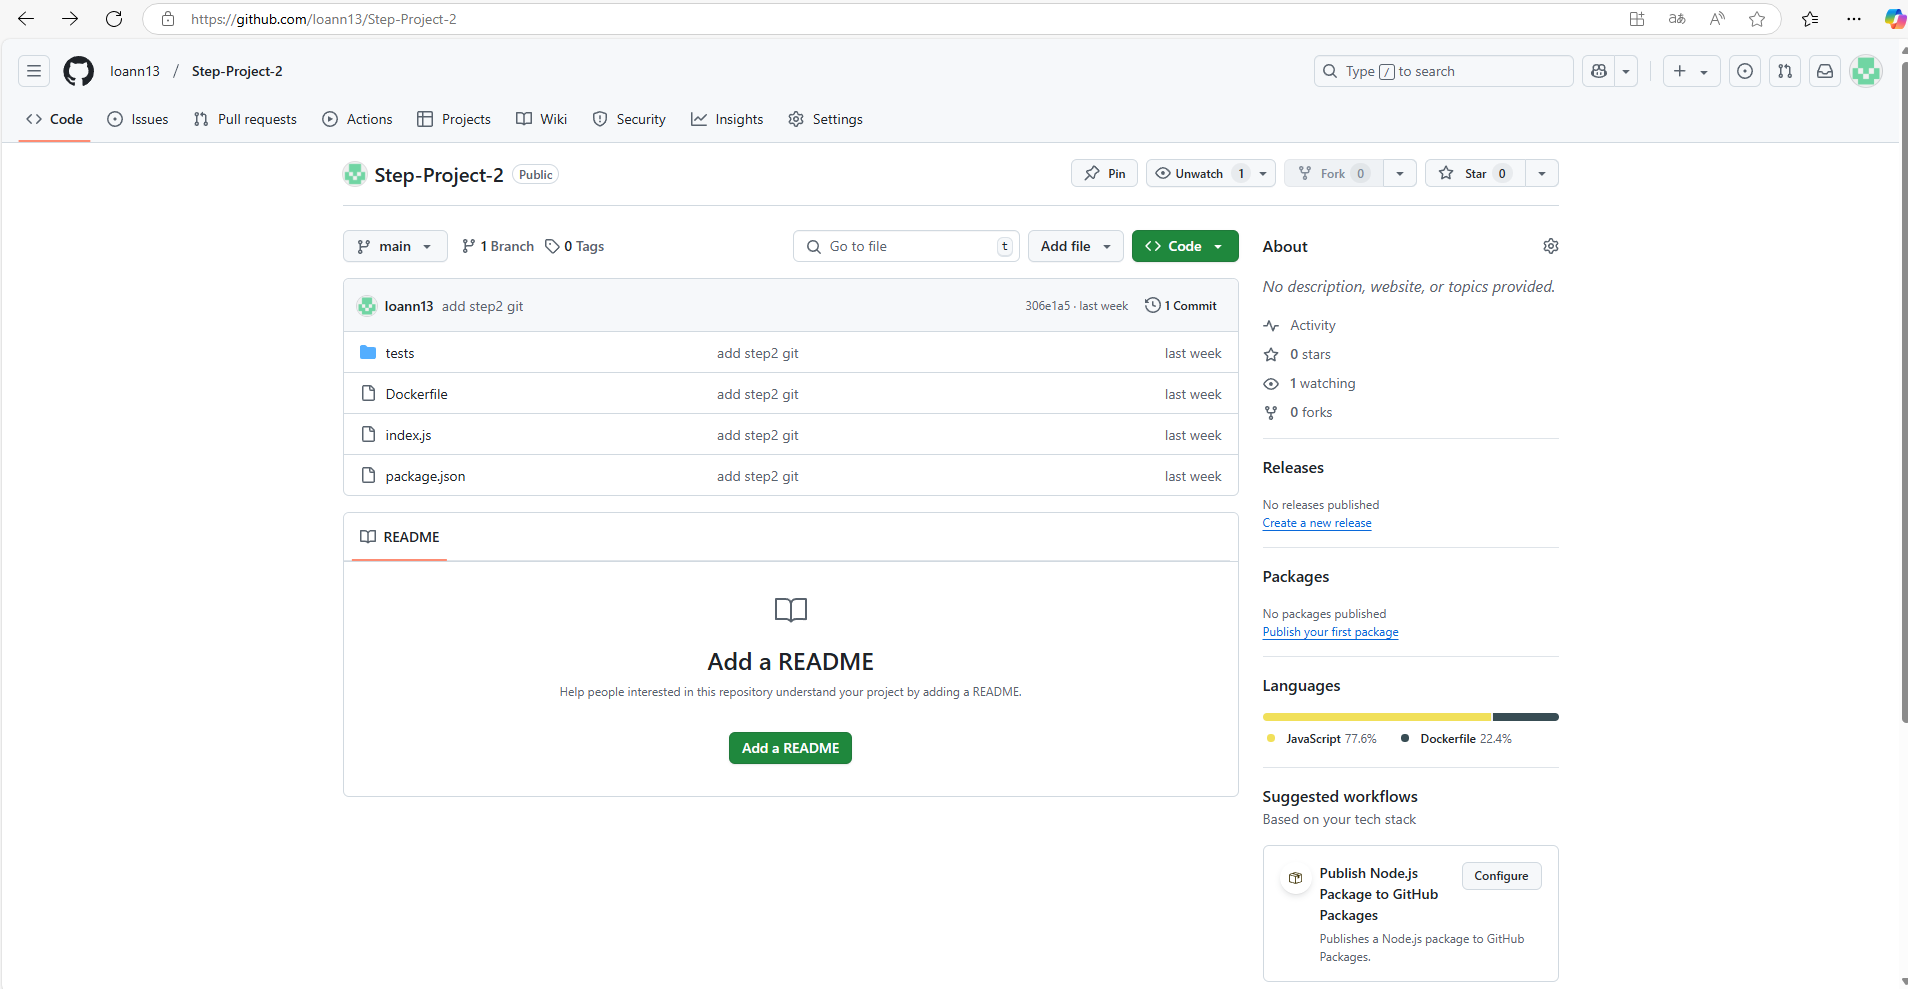 https://github.com/Ioann13/Step-Project-2
Ioann13 / Step-Project-2
Type / to search
Code Issues Pull requests Actions Projects Wiki Security Insights Settings
Step-Project-2 Public
Pin Unwatch 1 Fork 0 Star 0
main 1 Branch 0 Tags Go to file t Add file Code
Ioann13 add step2 git 306e1a5 · last week 1 Commit
tests add step2 git last week
Dockerfile add step2 git last week
index.js add step2 git last week
package.json add step2 git last week
README
Add a README
Help people interested in this repository understand your project by adding a README.
Add a README
About
No description, website, or topics provided.
Activity
0 stars
1 watching
0 forks
Releases
No releases published
Create a new release
Packages
No packages published
Publish your first package
Languages
JavaScript 77.6% Dockerfile 22.4%
Suggested workflows
Based on your tech stack
Publish Node.js Configure
Package to GitHub
Packages
Publishes a Node.js package to GitHub
Packages.